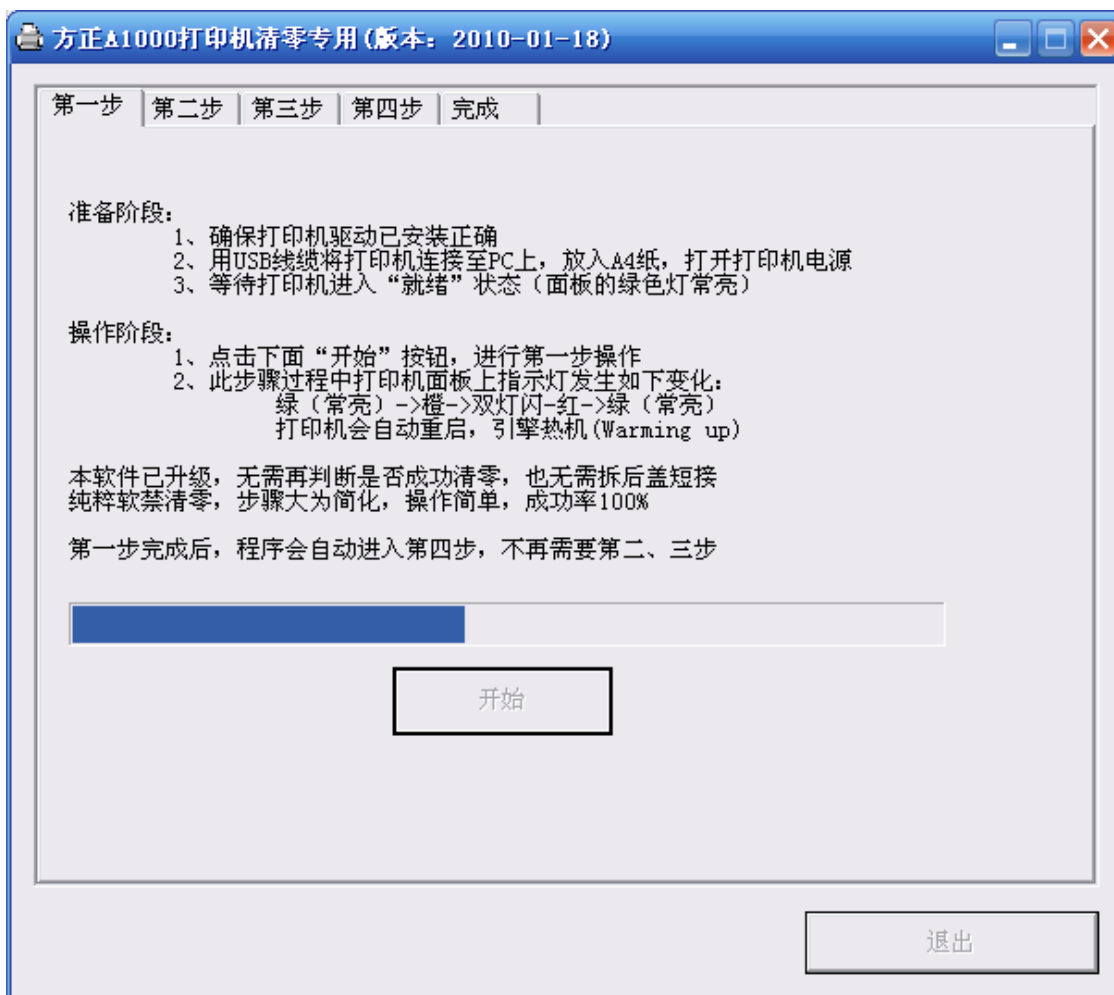 方正A1000打印机清零专用(版本：2010-01-18)
第一步 第二步 第三步 第四步 完成
准备阶段：
1、确保打印机驱动已安装正确
2、用USB线缆将打印机连接至PC上，放入A4纸，打开打印机电源
3、等待打印机进入“就绪”状态（面板的绿色灯常亮）
操作阶段：
1、点击下面“开始”按钮，进行第一步操作
2、此步骤过程中打印机面板上指示灯发生如下变化：
绿（常亮）->橙->双灯闪-红->绿（常亮）
打印机会自动重启，引擎热机(Warming up)
本软件已升级，无需再判断是否成功清零，也无需拆后盖短接
纯粹软禁清零，步骤大为简化，操作简单，成功率100%
第一步完成后，程序会自动进入第四步，不再需要第二、三步
开始
退出